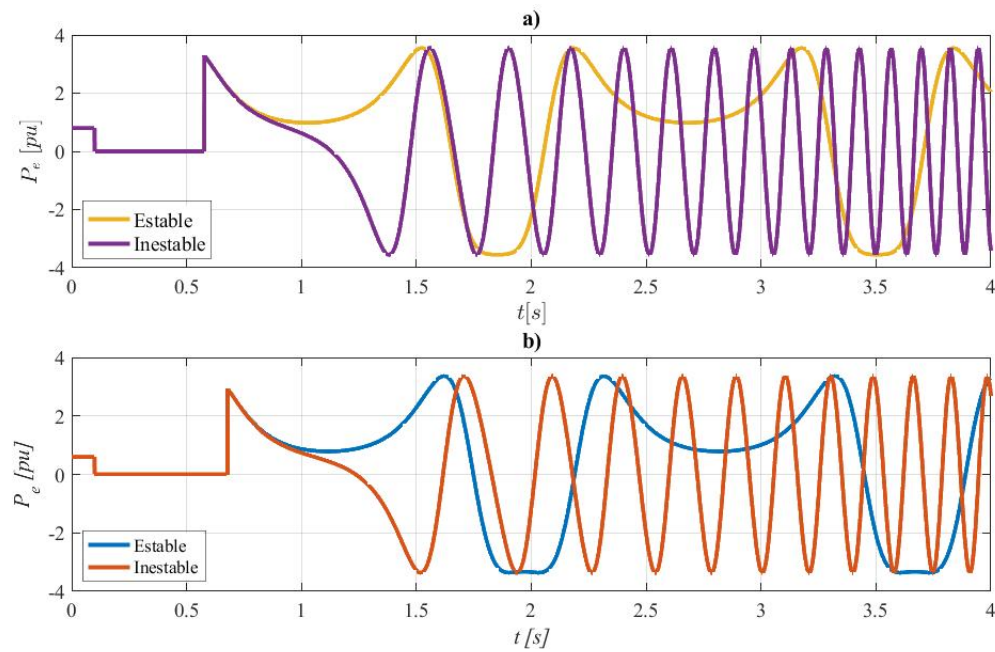 a)
4
2
0
-2
-4
P_e [pu]
Estable
Inestable
0 0.5 1 1.5 2 2.5 3 3.5 4
t[s]
b)
4
2
0
-2
-4
P_e [pu]
Estable
Inestable
0 0.5 1 1.5 2 2.5 3 3.5 4
t [s]